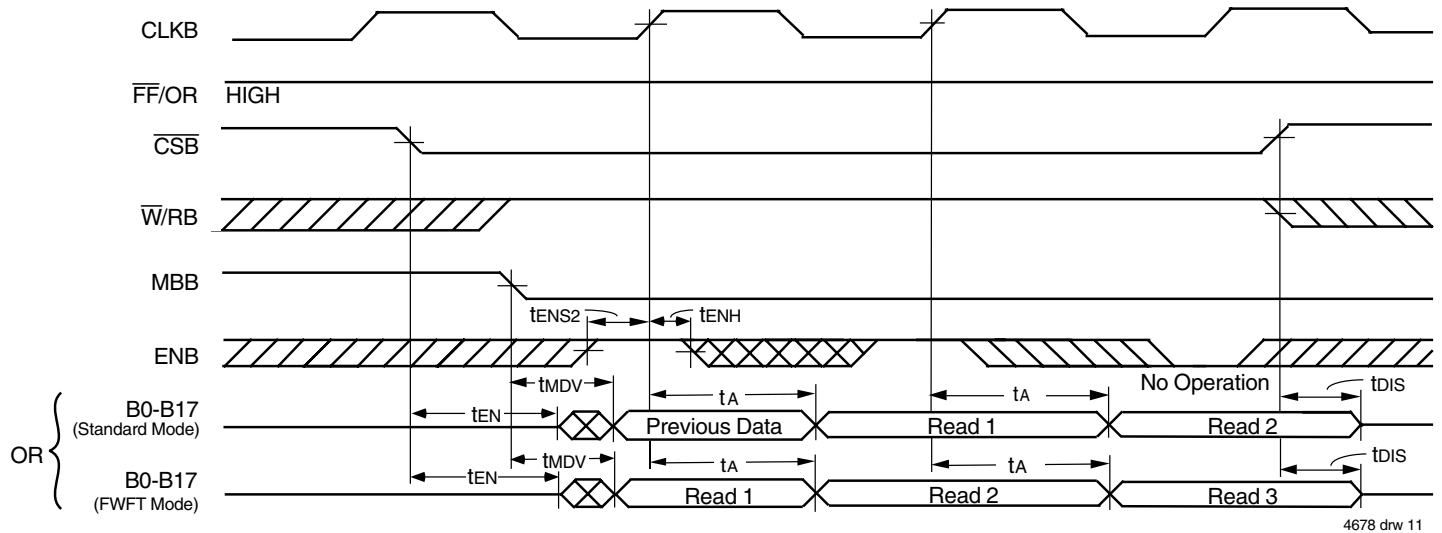 CLKB
FF/OR HIGH
CSB
W/RB
MBB
tENS2 tENH
ENB
No Operation
tMDV tA tA tDIS
B0-B17 tEN
(Standard Mode) Previous Data Read 1 Read 2
OR
tMDV tA tA tDIS
B0-B17 tEN
(FWFT Mode) Read 1 Read 2 Read 3
4678 drw 11